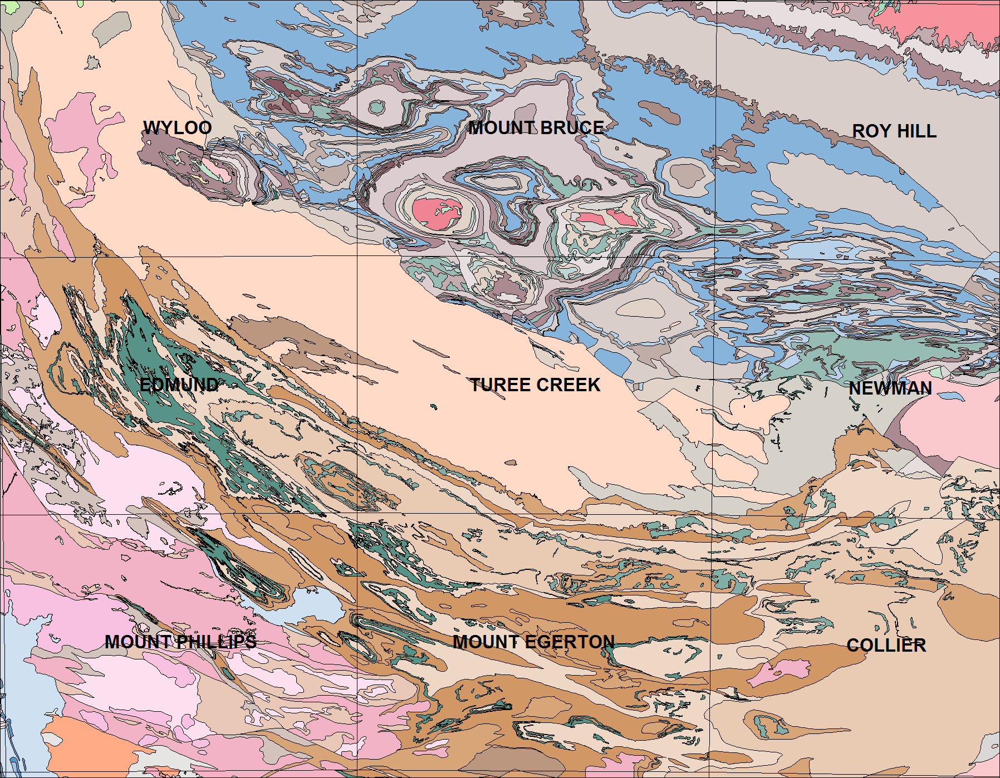 WYLOO
MOUNT BRUCE
ROY HILL
EDMUND
TUREE CREEK
NEWMAN
MOUNT PHILLIPS
MOUNT EGERTON
COLLIER